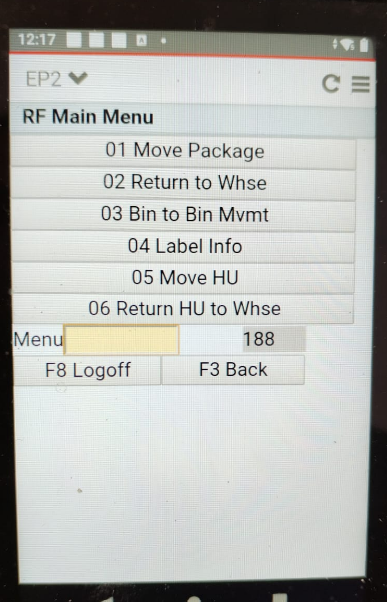 12:17
EP2
RF Main Menu
01 Move Package
02 Return to Whse
03 Bin to Bin Mvmt
04 Label Info
05 Move HU
06 Return HU to Whse
Menu 188
F8 Logoff F3 Back